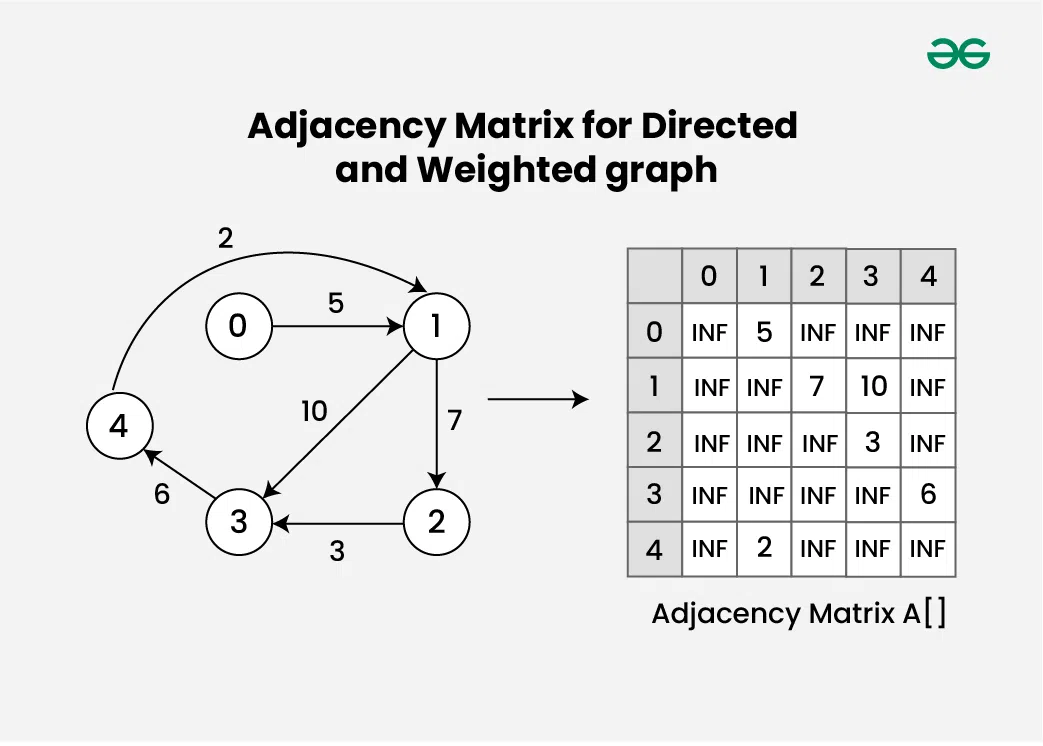 Adjacency Matrix for Directed
and Weighted graph
2
0
5
1
10
7
4
6
3
3
2
0 1 2 3 4
0 INF 5 INF INF INF
1 INF INF 7 10 INF
2 INF INF INF 3 INF
3 INF INF INF INF 6
4 INF 2 INF INF INF
Adjacency Matrix A[]